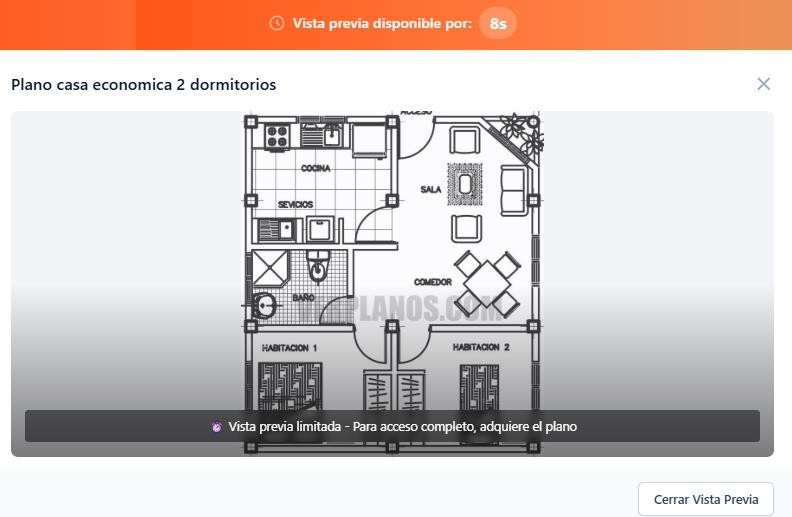 Vista previa disponible por: 8s
Plano casa economica 2 dormitorios
ACCESO
COCINA
SALA
SEVICIOS
COMEDOR
BAÑO
PLANOS.COM
HABITACION 1
HABITACION 2
Vista previa limitada - Para acceso completo, adquiere el plano
Cerrar Vista Previa